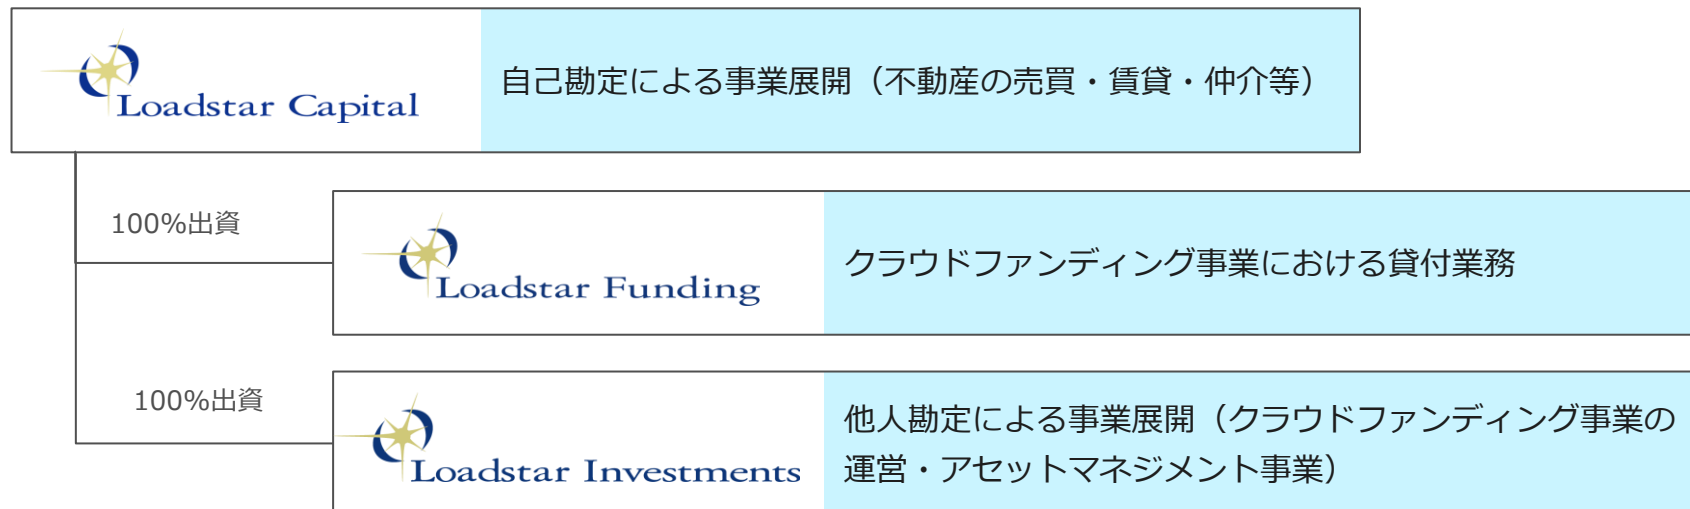 Loadstar Capital
自己勘定による事業展開（不動産の売買・賃貸・仲介等）
100%出資
Loadstar Funding
クラウドファンディング事業における貸付業務
100%出資
Loadstar Investments
他人勘定による事業展開（クラウドファンディング事業の
運営・アセットマネジメント事業）